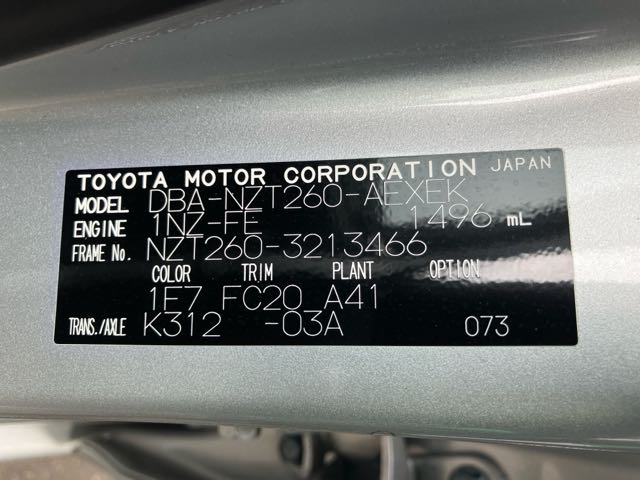 TOYOTA MOTOR CORPORATION JAPAN
MODEL DBA-NZT260-AEXEK
ENGINE 1NZ-FE 1496 mL
FRAME No. NZT260-3213466
COLOR TRIM PLANT OPTION
1E7 FC20 A41
TRANS./AXLE K312 -03A 073